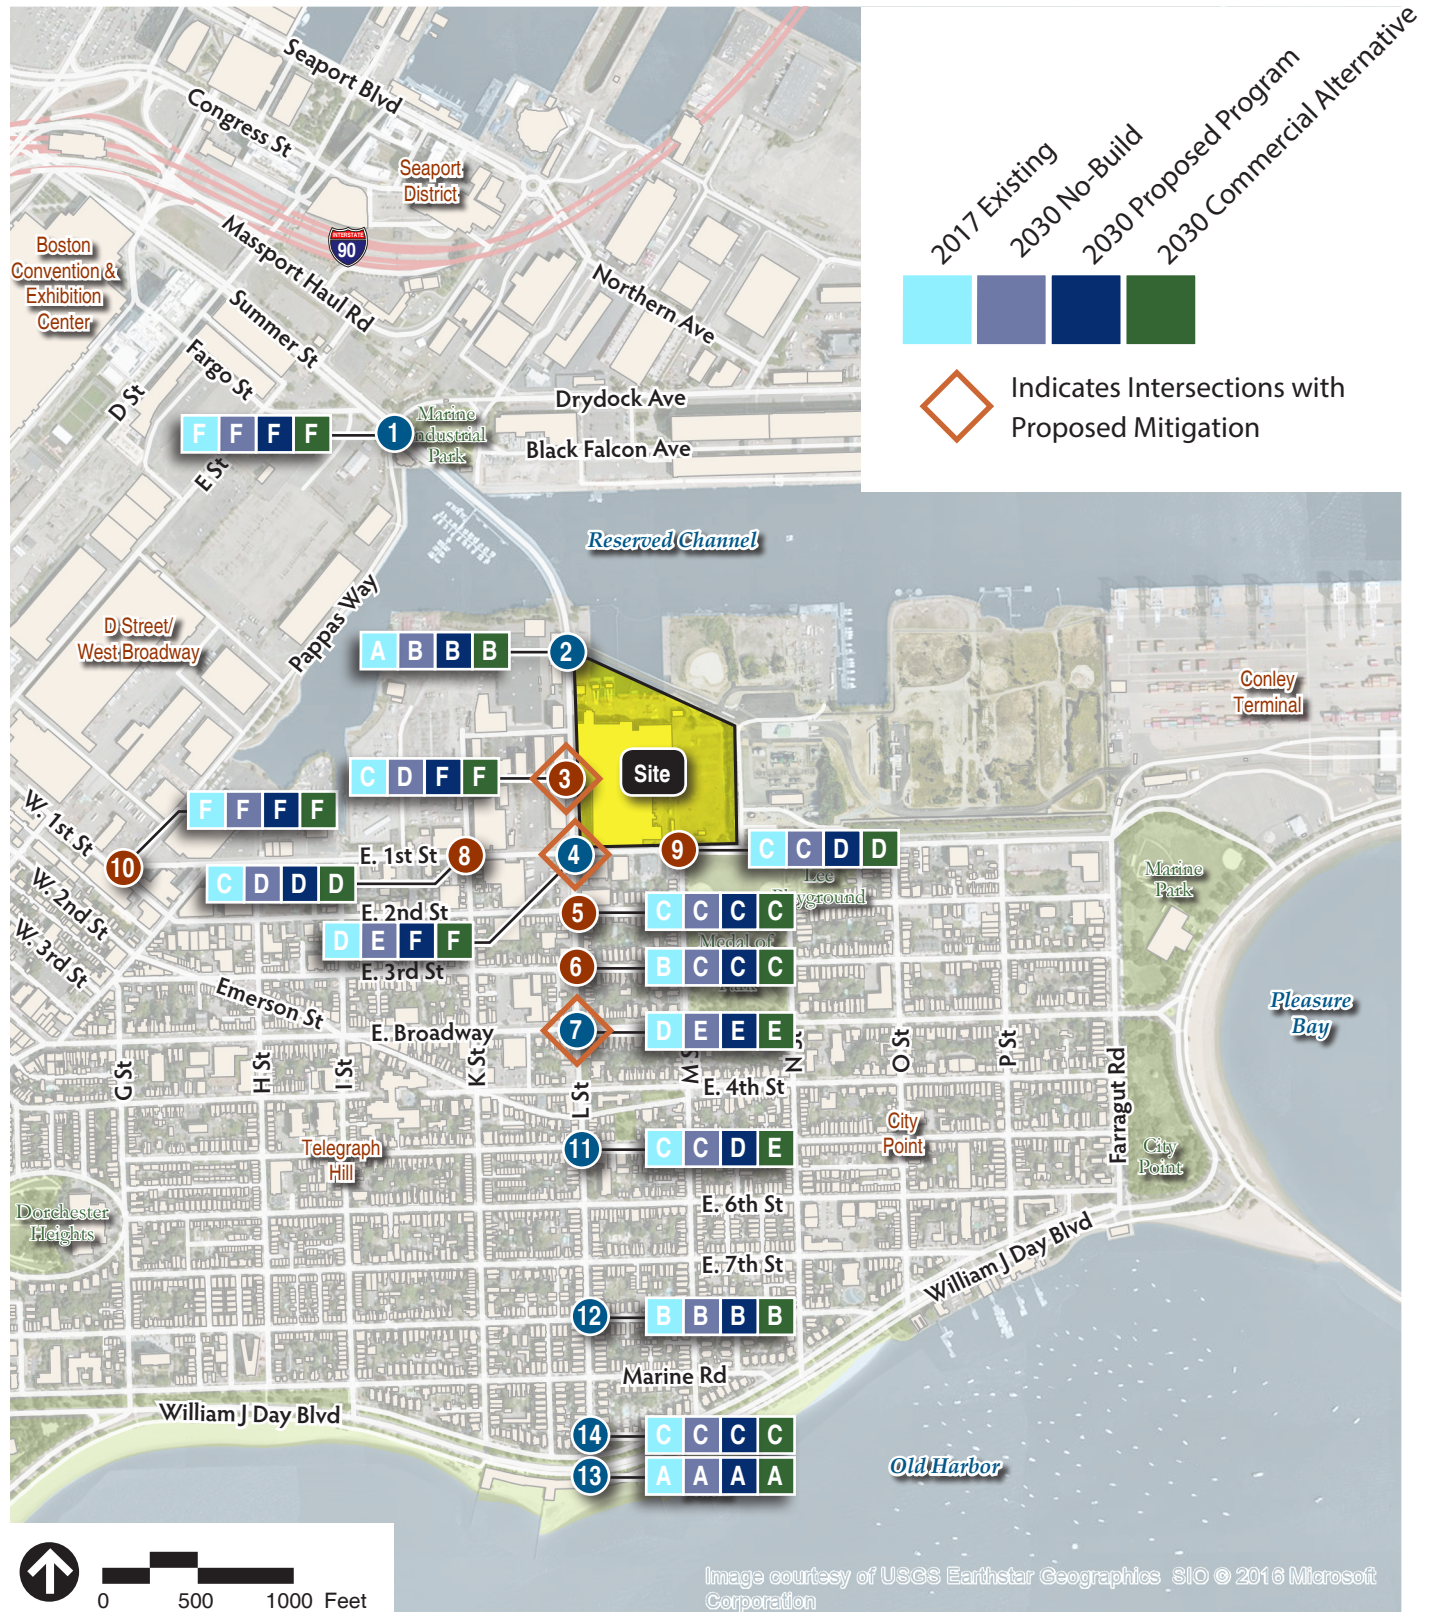 2017 Existing
2030 No-Build
2030 Proposed Program
2030 Commercial Alternative
Indicates Intersections with
Proposed Mitigation
Seaport Blvd
Congress St
Seaport
District
INTERSTATE
90
Massport Haul Rd
Boston
Convention &
Exhibition
Center
Summer St
Northern Ave
Fargo St
D St
Drydock Ave
F F F F
1
Marine
Industrial
Park
Black Falcon Ave
E St
Reserved Channel
Pappas Way
D Street/
West Broadway
A B B B
2
Conley
Terminal
C D F F
3
Site
W. 1st St
F F F F
10
E. 1st St
8
4
9
C C D D
Lee
Playground
Marine
Park
C D D D
W. 2nd St
E. 2nd St
5
C C C C
W. 3rd St
D E F F
Medal of
E. 3rd St
6
B C C C
Park
Emerson St
E. Broadway
7
D E E E
Pleasure
Bay
G St
H St
I St
K St
L St
M S
N St
O St
P St
Farragut Rd
E. 4th St
City
Point
Telegraph
Hill
11
C C D E
City
Point
Dorchester
Heights
E. 6th St
E. 7th St
William J Day Blvd
12
B B B B
Marine Rd
William J Day Blvd
14
C C C C
13
A A A A
Old Harbor
0 500 1000 Feet
Image courtesy of USGS Earthstar Geographics SIO © 2016 Microsoft
Corporation